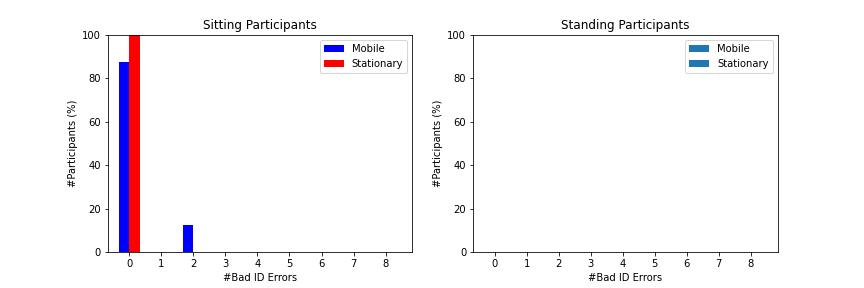 Sitting Participants
100
80
60
40
20
0
#Participants (%)
Mobile
Stationary
0 1 2 3 4 5 6 7 8
#Bad ID Errors
Standing Participants
100
80
60
40
20
0
#Participants (%)
Mobile
Stationary
0 1 2 3 4 5 6 7 8
#Bad ID Errors